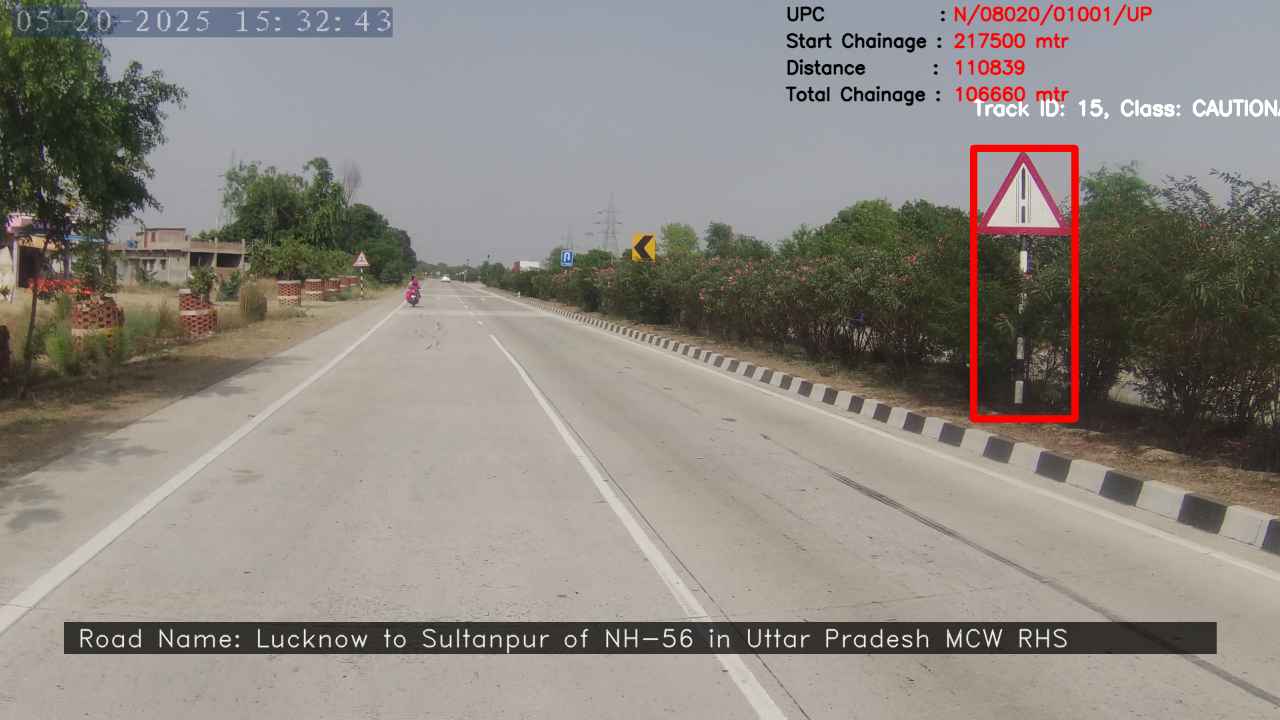 05-20-2025 15:32:43
UPC : N/08020/01001/UP
Start Chainage : 217500 mtr
Distance : 110839
Total Chainage : 106660 mtr
Track ID: 15, Class: CAUTIONA
Road Name: Lucknow to Sultanpur of NH-56 in Uttar Pradesh MCW RHS